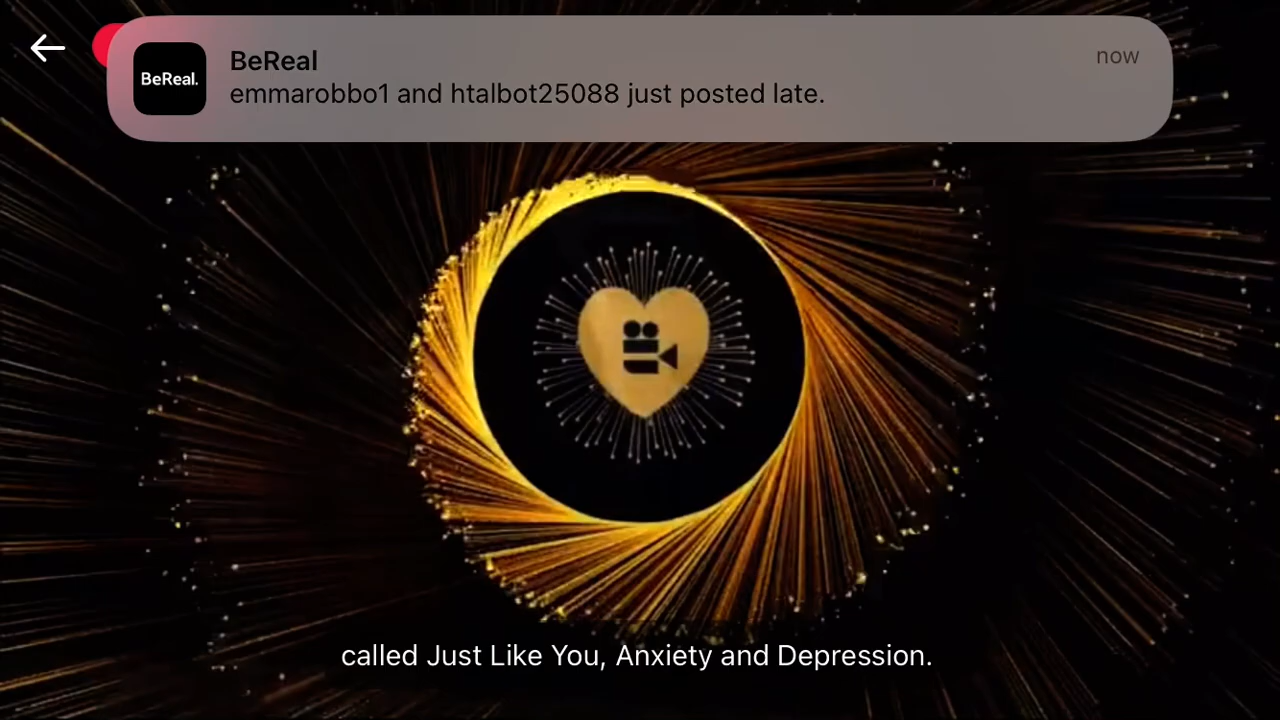 BeReal
now
BeReal.
emmarobbo1 and htalbot25088 just posted late.
called Just Like You, Anxiety and Depression.